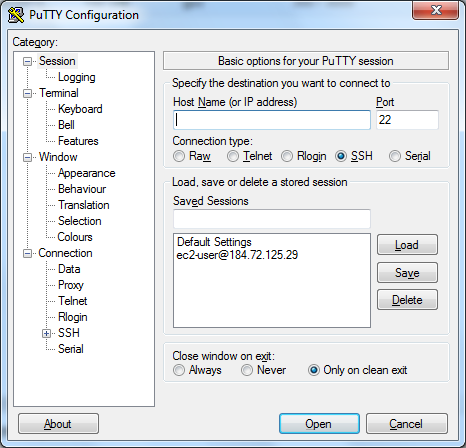 PuTTY Configuration
Category:
Session
Logging
Terminal
Keyboard
Bell
Features
Window
Appearance
Behaviour
Translation
Selection
Colours
Connection
Data
Proxy
Telnet
Rlogin
SSH
Serial
Basic options for your PuTTY session
Specify the destination you want to connect to
Host Name (or IP address) Port
22
Connection type:
Raw Telnet Rlogin SSH Serial
Load, save or delete a stored session
Saved Sessions
Default Settings
ec2-user@184.72.125.29
Load
Save
Delete
Close window on exit:
Always Never Only on clean exit
About Open Cancel